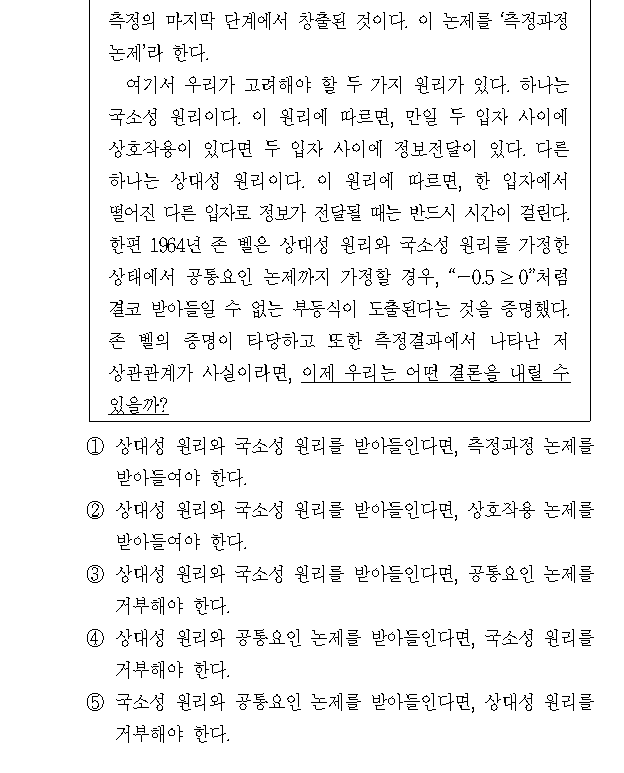 측정의 마지막 단계에서 창출된 것이다. 이 논제를 ‘측정과정
논제’라 한다.
여기서 우리가 고려해야 할 두 가지 원리가 있다. 하나는
국소성 원리이다. 이 원리에 따르면, 만일 두 입자 사이에
상호작용이 있다면 두 입자 사이에 정보전달이 있다. 다른
하나는 상대성 원리이다. 이 원리에 따르면, 한 입자에서
떨어진 다른 입자로 정보가 전달될 때는 반드시 시간이 걸린다.
한편 1964년 존 벨은 상대성 원리와 국소성 원리를 가정한
상태에서 공통요인 논제까지 가정할 경우, “－0.5 ≥ 0”처럼
결코 받아들일 수 없는 부등식이 도출된다는 것을 증명했다.
존 벨의 증명이 타당하고 또한 측정결과에서 나타난 저
상관관계가 사실이라면, 이제 우리는 어떤 결론을 내릴 수
있을까?
① 상대성 원리와 국소성 원리를 받아들인다면, 측정과정 논제를
받아들여야 한다.
② 상대성 원리와 국소성 원리를 받아들인다면, 상호작용 논제를
받아들여야 한다.
③ 상대성 원리와 국소성 원리를 받아들인다면, 공통요인 논제를
거부해야 한다.
④ 상대성 원리와 공통요인 논제를 받아들인다면, 국소성 원리를
거부해야 한다.
⑤ 국소성 원리와 공통요인 논제를 받아들인다면, 상대성 원리를
거부해야 한다.